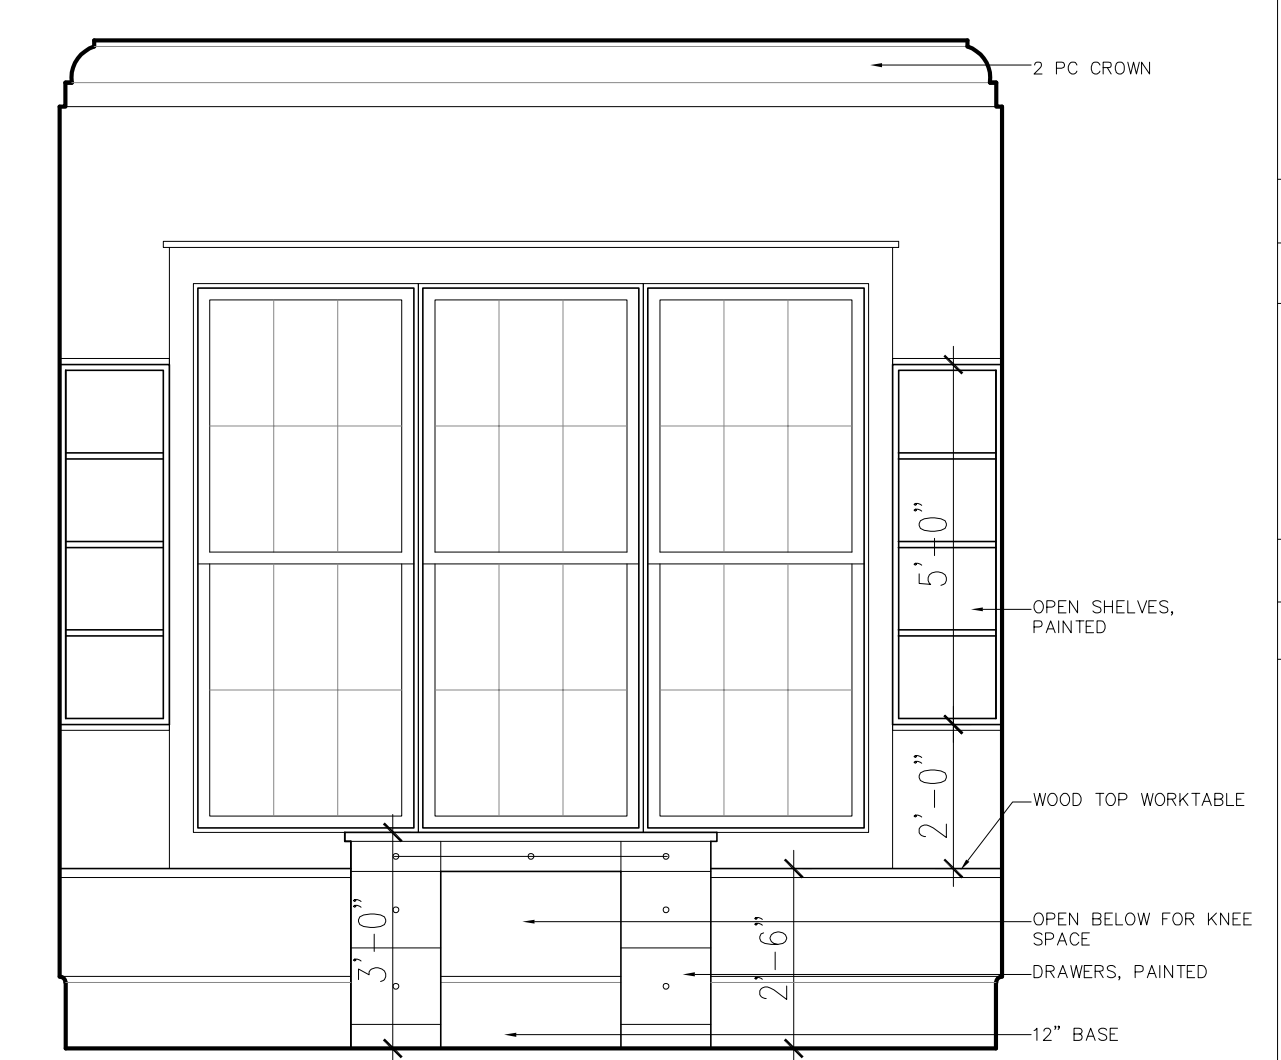 2 PC CROWN
5'-0"
OPEN SHELVES,
PAINTED
2'-0"
WOOD TOP WORKTABLE
3'-0"
2'-6"
OPEN BELOW FOR KNEE
SPACE
DRAWERS, PAINTED
12" BASE